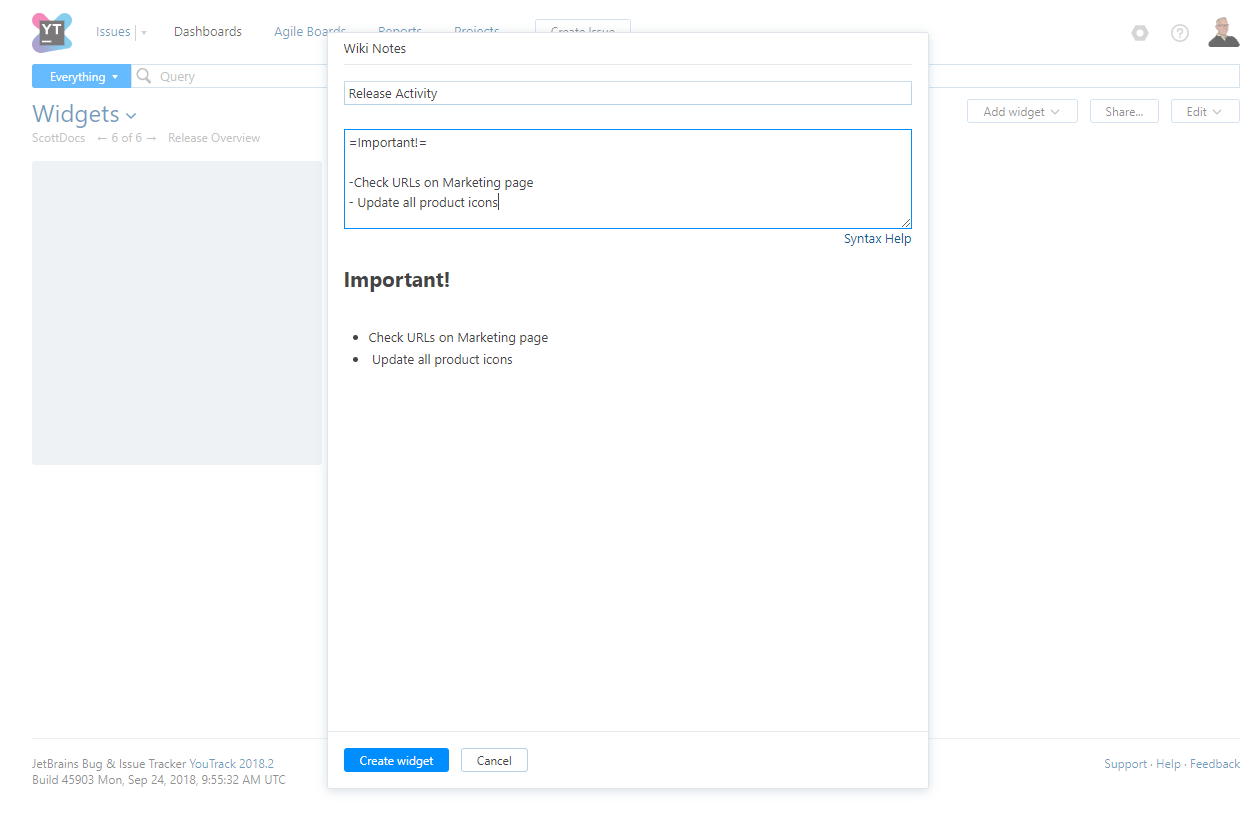 YT
Issues
Dashboards
Agile Boards
Reports
Projects
Create Issue
Wiki Notes
Everything
Query
Release Activity
Widgets
Add widget
Share...
Edit
ScottDocs ← 6 of 6 → Release Overview
=Important!=
-Check URLs on Marketing page
- Update all product icons
Syntax Help
Important!
• Check URLs on Marketing page
• Update all product icons
Create widget
Cancel
JetBrains Bug & Issue Tracker YouTrack 2018.2
Build 45903 Mon, Sep 24, 2018, 9:55:32 AM UTC
Support · Help · Feedback